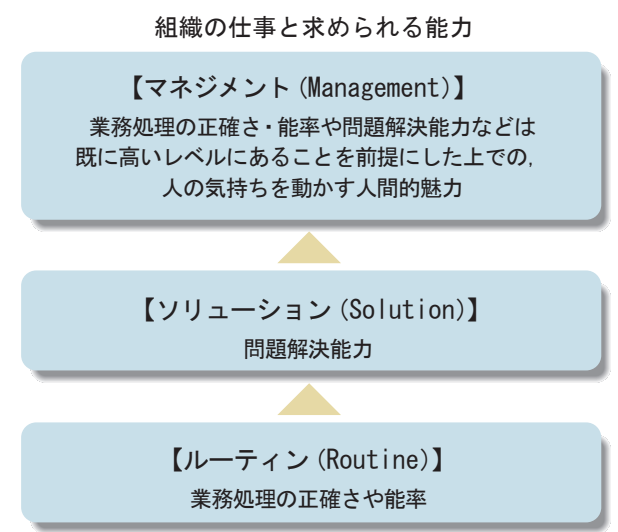 組織の仕事と求められる能力
【マネジメント(Management)】
業務処理の正確さ・能率や問題解決能力などは
既に高いレベルにあることを前提にした上での,
人の気持ちを動かす人間的魅力
【ソリューション(Solution)】
問題解決能力
【ルーティン(Routine)】
業務処理の正確さや能率